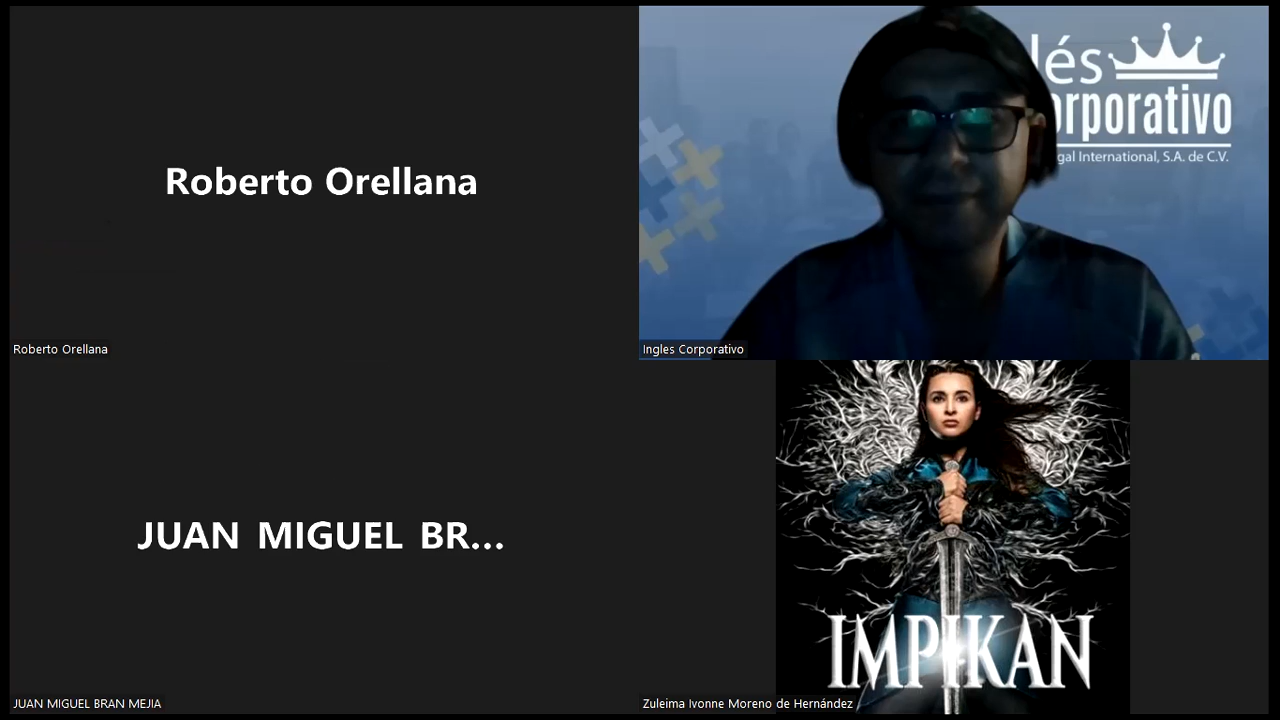 Roberto Orellana
Roberto Orellana
lés
orporativo
gal International, S.A. de C.V.
Ingles Corporativo
JUAN MIGUEL BR...
JUAN MIGUEL BRAN MEJIA
IMPIKAN
Zuleima Ivonne Moreno de Hernández